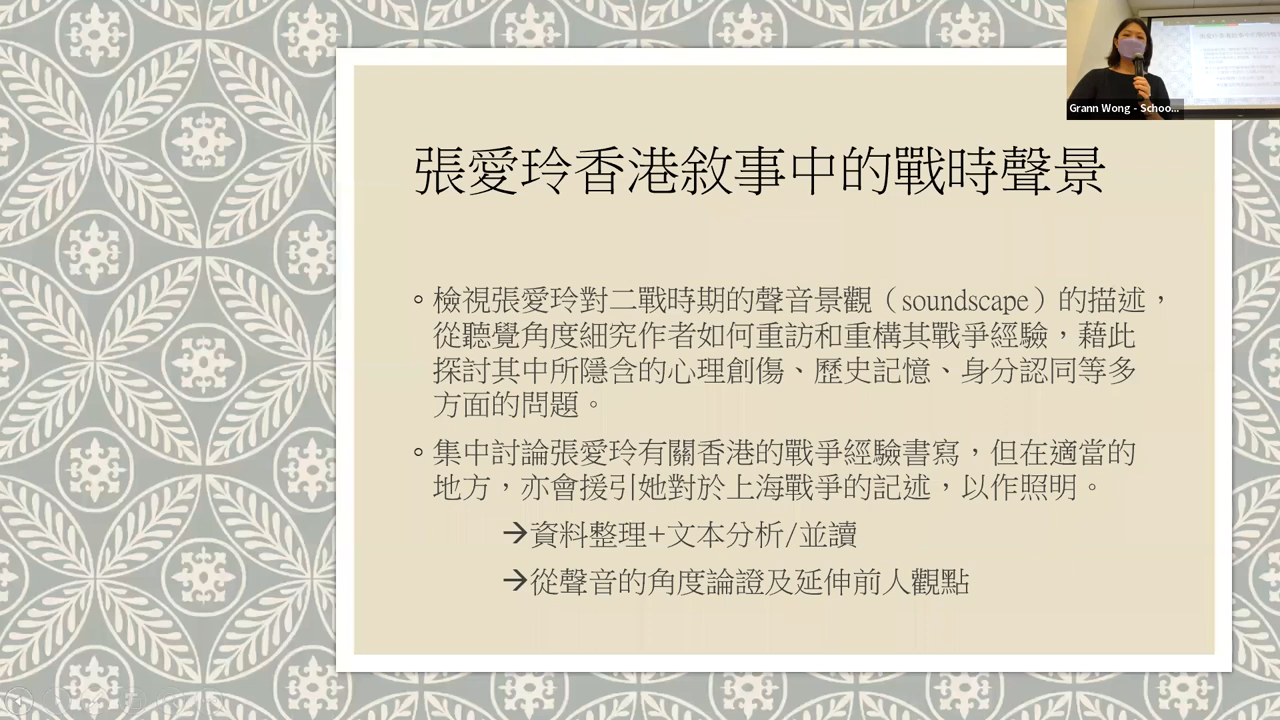 Grann Wong - Schoo...
張愛玲香港敘事中的戰時聲景
◦ 檢視張愛玲對二戰時期的聲音景觀（soundscape）的描述，
從聽覺角度細究作者如何重訪和重構其戰爭經驗，藉此
探討其中所隱含的心理創傷、歷史記憶、身分認同等多
方面的問題。
◦ 集中討論張愛玲有關香港的戰爭經驗書寫，但在適當的
地方，亦會援引她對於上海戰爭的記述，以作照明。
→資料整理+文本分析/並讀
→從聲音的角度論證及延伸前人觀點